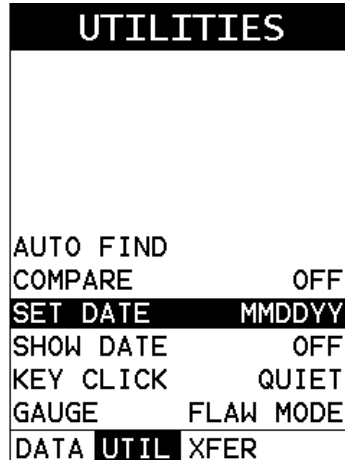 UTILITIES
AUTO FIND
COMPARE OFF
SET DATE MMDDYY
SHOW DATE OFF
KEY CLICK QUIET
GAUGE FLAW MODE
DATA UTIL XFER